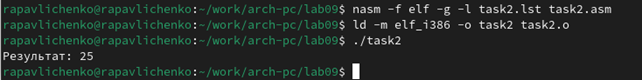 rapavlichenko@rapavlichenko:~/work/arch-pc/lab09$ nasm -f elf -g -l task2.lst task2.asm
rapavlichenko@rapavlichenko:~/work/arch-pc/lab09$ ld -m elf_i386 -o task2 task2.o
rapavlichenko@rapavlichenko:~/work/arch-pc/lab09$ ./task2
Результат: 25
rapavlichenko@rapavlichenko:~/work/arch-pc/lab09$